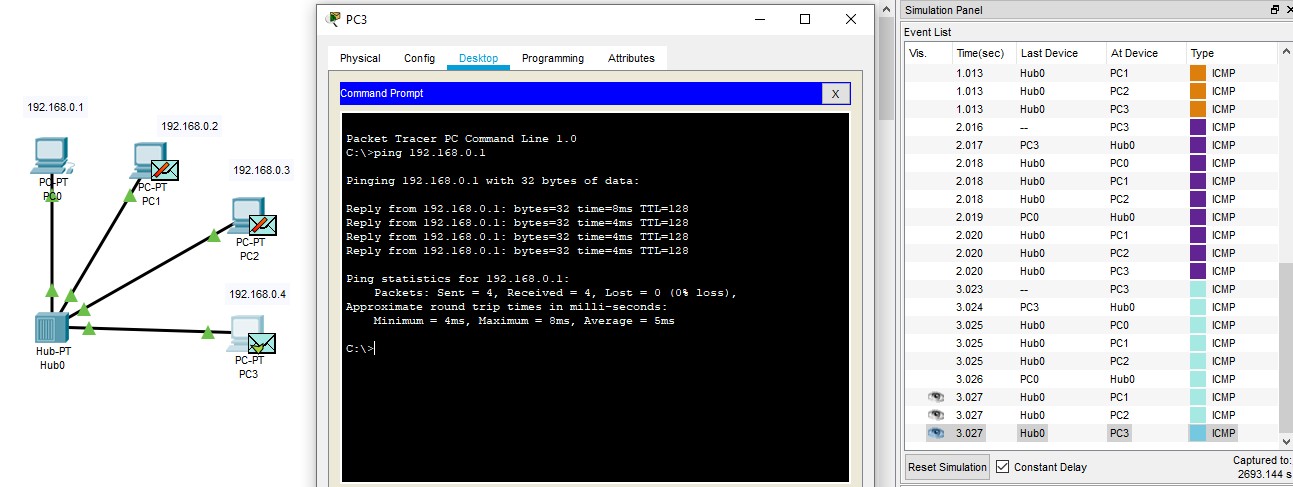 192.168.0.1
PC-PT
PC0
192.168.0.2
PC-PT
PC1
192.168.0.3
PC-PT
PC2
192.168.0.4
PC-PT
PC3
Hub-PT
Hub0
PC3
Physical Config Desktop Programming Attributes
Command Prompt X
Packet Tracer PC Command Line 1.0
C:\>ping 192.168.0.1
Pinging 192.168.0.1 with 32 bytes of data:
Reply from 192.168.0.1: bytes=32 time=8ms TTL=128
Reply from 192.168.0.1: bytes=32 time=4ms TTL=128
Reply from 192.168.0.1: bytes=32 time=4ms TTL=128
Reply from 192.168.0.1: bytes=32 time=4ms TTL=128
Ping statistics for 192.168.0.1:
Packets: Sent = 4, Received = 4, Lost = 0 (0% loss),
Approximate round trip times in milli-seconds:
Minimum = 4ms, Maximum = 8ms, Average = 5ms
C:\>
Simulation Panel
Event List
Vis. Time(sec) Last Device At Device Type
1.013 Hub0 PC1 ICMP
1.013 Hub0 PC2 ICMP
1.013 Hub0 PC3 ICMP
2.016 -- PC3 ICMP
2.017 PC3 Hub0 ICMP
2.018 Hub0 PC0 ICMP
2.018 Hub0 PC1 ICMP
2.018 Hub0 PC2 ICMP
2.019 PC0 Hub0 ICMP
2.020 Hub0 PC1 ICMP
2.020 Hub0 PC2 ICMP
2.020 Hub0 PC3 ICMP
3.023 -- PC3 ICMP
3.024 PC3 Hub0 ICMP
3.025 Hub0 PC0 ICMP
3.025 Hub0 PC1 ICMP
3.025 Hub0 PC2 ICMP
3.026 PC0 Hub0 ICMP
3.027 Hub0 PC1 ICMP
3.027 Hub0 PC2 ICMP
3.027 Hub0 PC3 ICMP
Reset Simulation Constant Delay Captured to:
2693.144 s